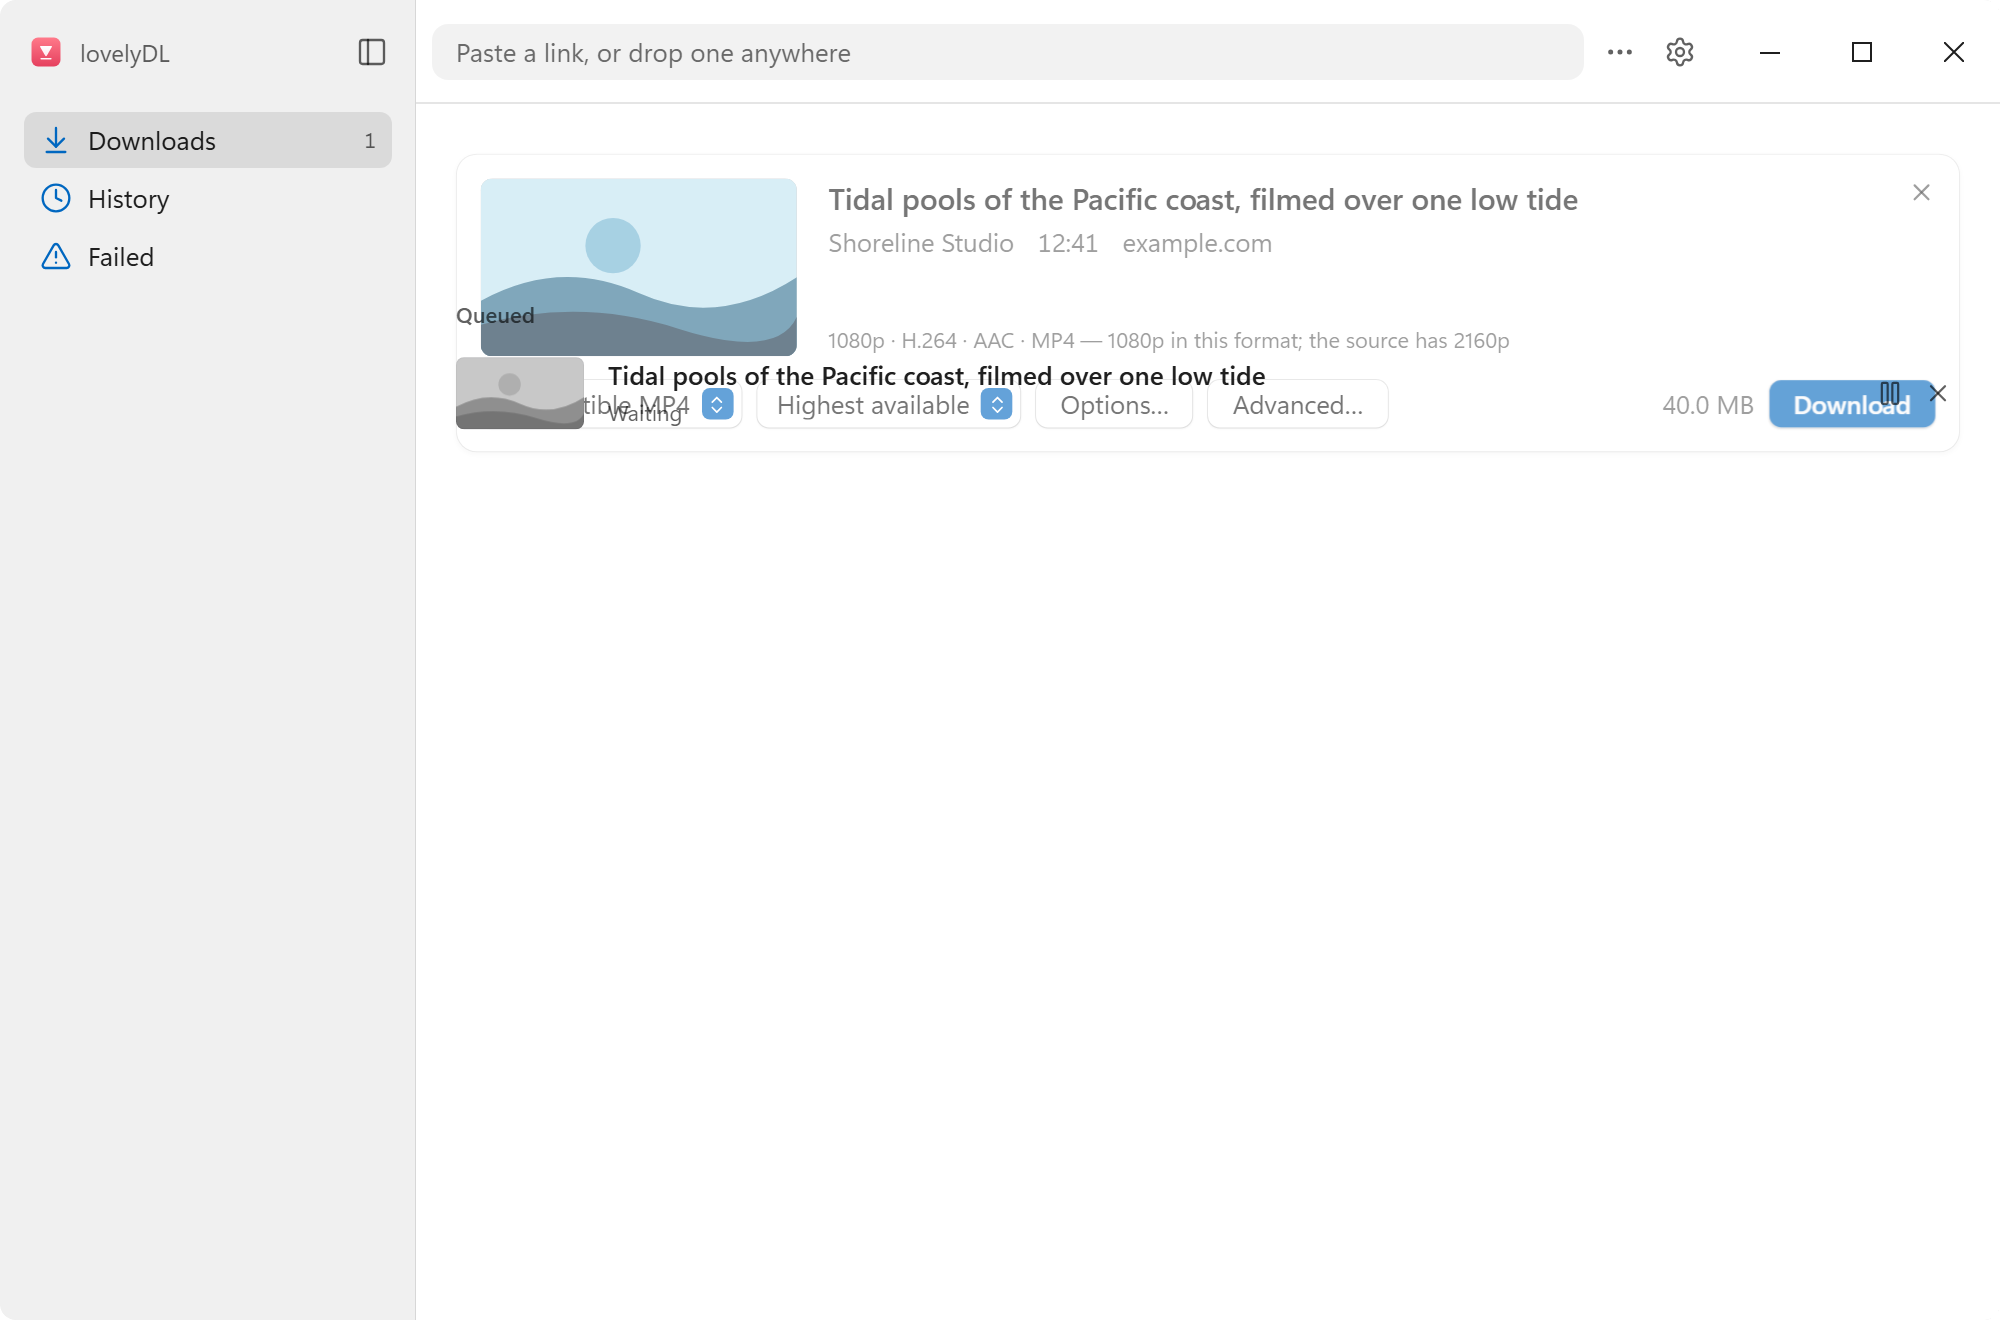 lovelyDL
Paste a link, or drop one anywhere
Downloads 1
History
Failed
Tidal pools of the Pacific coast, filmed over one low tide
Shoreline Studio 12:41 example.com
Queued
1080p · H.264 · AAC · MP4 — 1080p in this format; the source has 2160p
Tidal pools of the Pacific coast, filmed over one low tide
tible MP4 Highest available Options... Advanced... 40.0 MB Download
Waiting